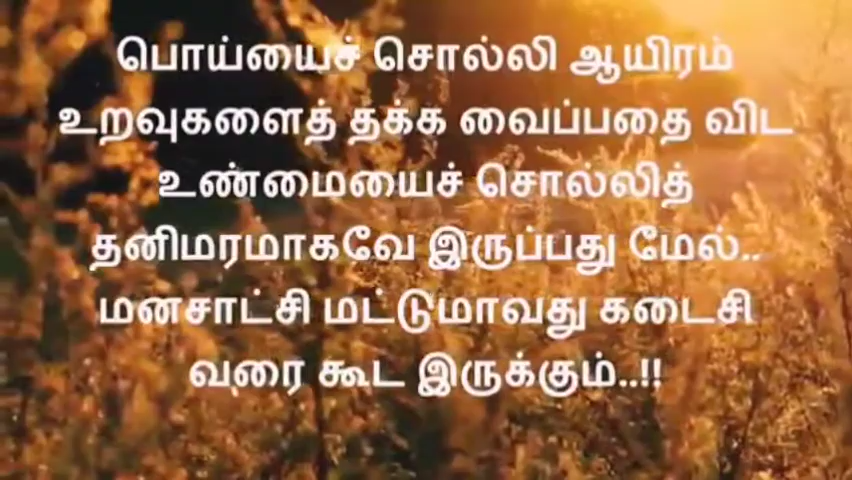 பொய்யைச் சொல்லி ஆயிரம்
உறவுகளைத் தக்க வைப்பதை விட
உண்மையைச் சொல்லித்
தனிமரமாகவே இருப்பது மேல்..
மனசாட்சி மட்டுமாவது கடைசி
வரை கூட இருக்கும்..!!